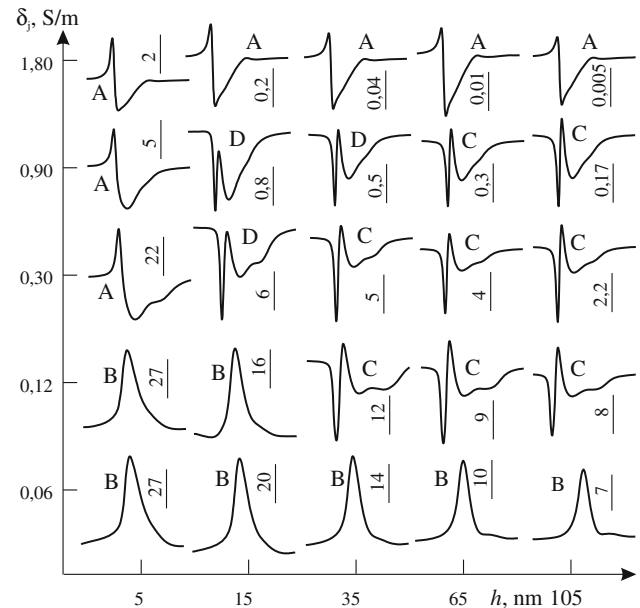 δj, S/m
1,80
A
2
A
0,2
A
0,04
A
0,01
A
0,005
0,90
A
5
D
0,8
D
0,5
C
0,3
C
0,17
0,30
A
22
D
6
C
5
C
4
C
2,2
0,12
B
27
B
16
C
12
C
9
C
8
0,06
B
27
B
20
B
14
B
10
B
7
5 15 35 65 h, nm 105